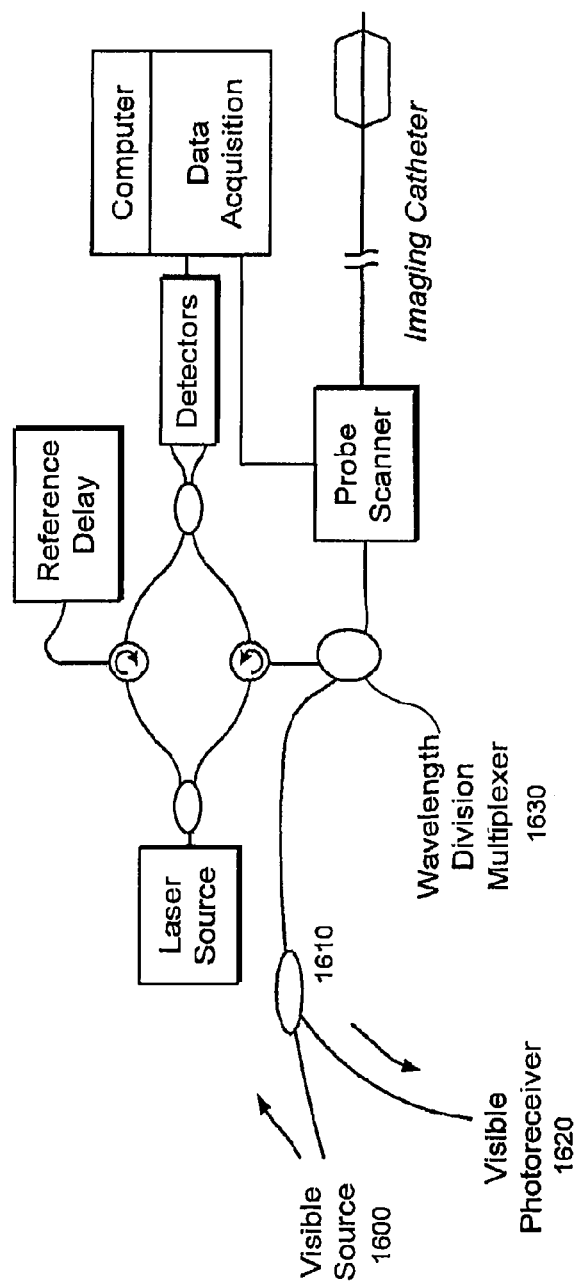 Reference
Delay
Computer
Data
Acquisition
Detectors
Laser
Source
Probe
Scanner
Imaging Catheter
1610
Wavelength
Division
Multiplexer
1630
Visible
Source
1600
Visible
Photoreceiver
1620